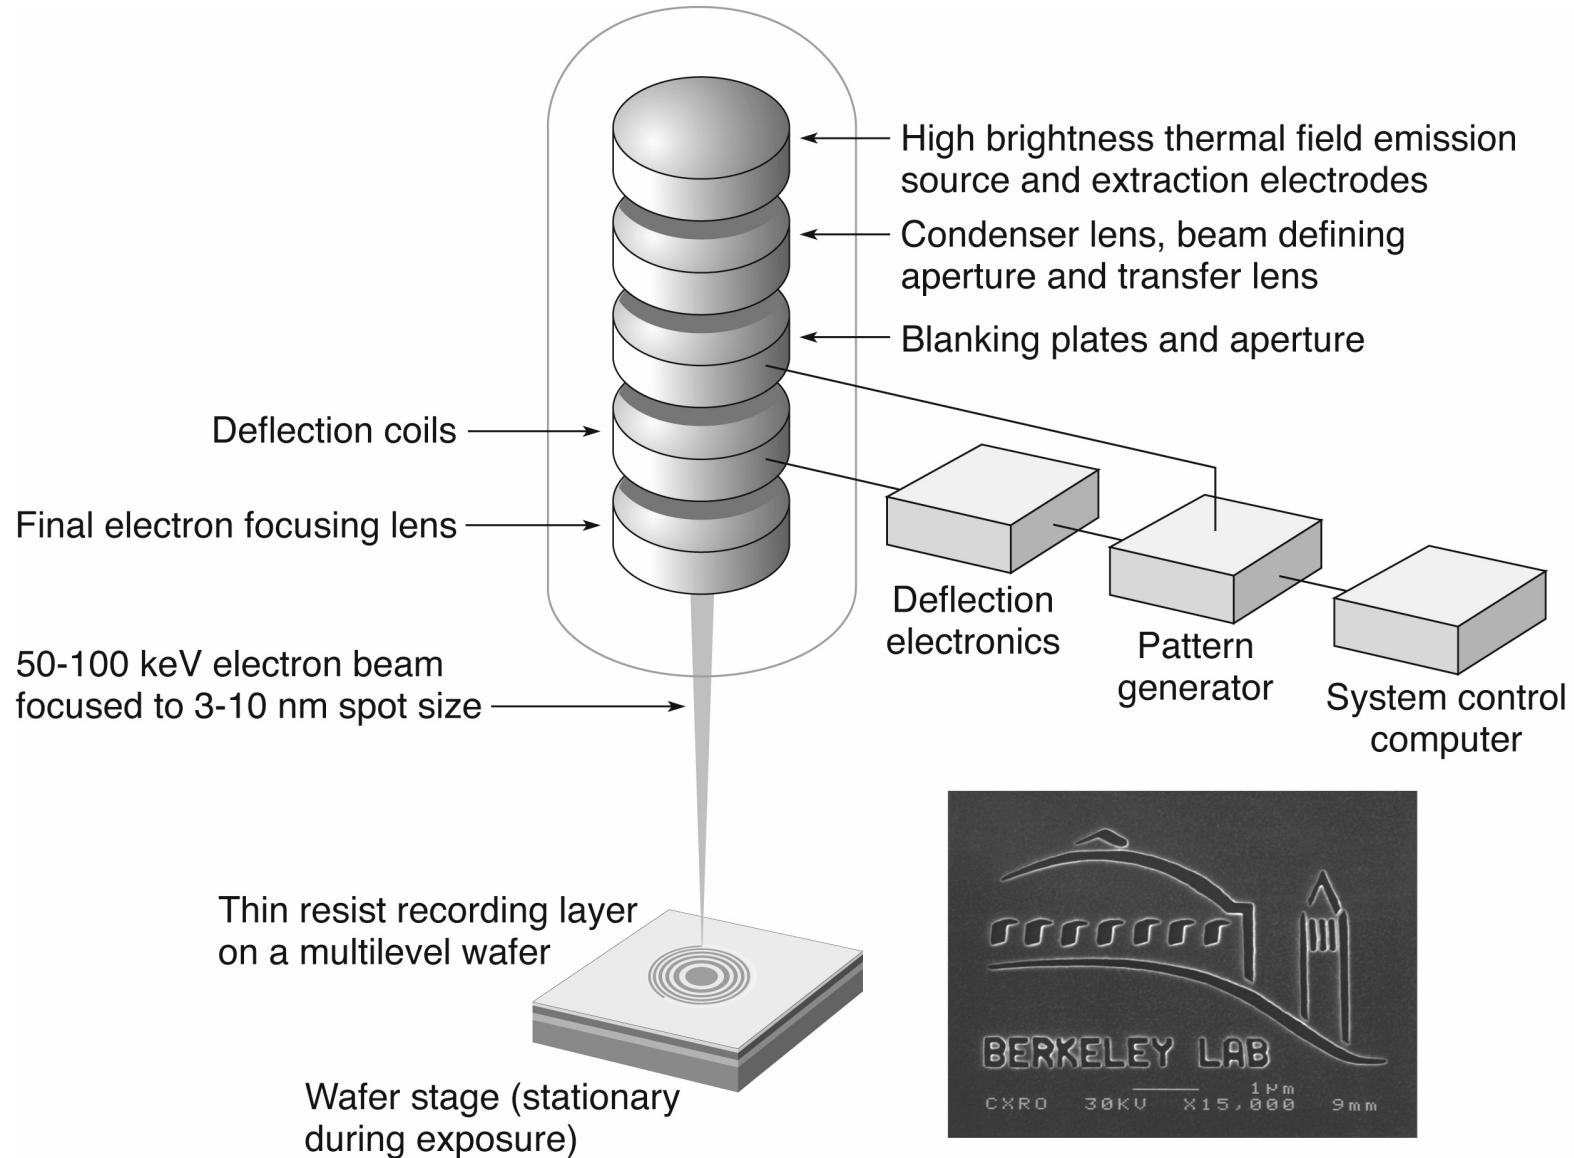 High brightness thermal field emission
source and extraction electrodes
Condenser lens, beam defining
aperture and transfer lens
Blanking plates and aperture
Deflection coils
Final electron focusing lens
Deflection
electronics
Pattern
generator
System control
computer
50-100 keV electron beam
focused to 3-10 nm spot size
Thin resist recording layer
on a multilevel wafer
Wafer stage (stationary
during exposure)
BERKELEY LAB
1µm
CXRO 30KV X15,000 9mm